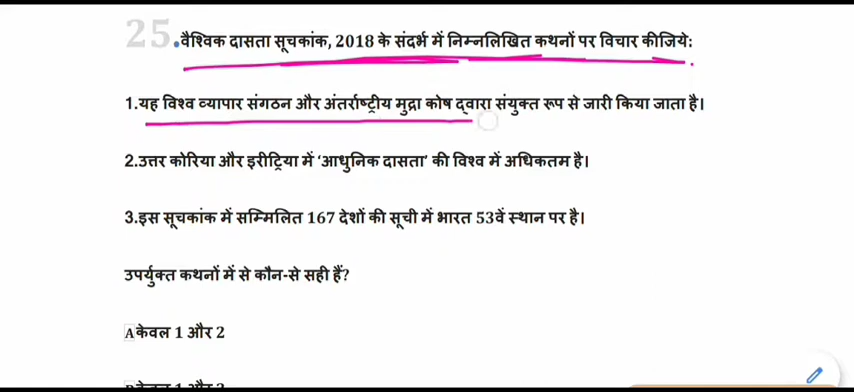 25.वैश्विक दासता सूचकांक, 2018 के संदर्भ में निम्नलिखित कथनों पर विचार कीजिये:
1.यह विश्व व्यापार संगठन और अंतर्राष्ट्रीय मुद्रा कोष द्वारा संयुक्त रूप से जारी किया जाता है।
2.उत्तर कोरिया और इरीट्रिया में 'आधुनिक दासता' की विश्व में अधिकतम है।
3.इस सूचकांक में सम्मिलित 167 देशों की सूची में भारत 53वें स्थान पर है।
उपर्युक्त कथनों में से कौन-से सही हैं?
Aकेवल 1 और 2